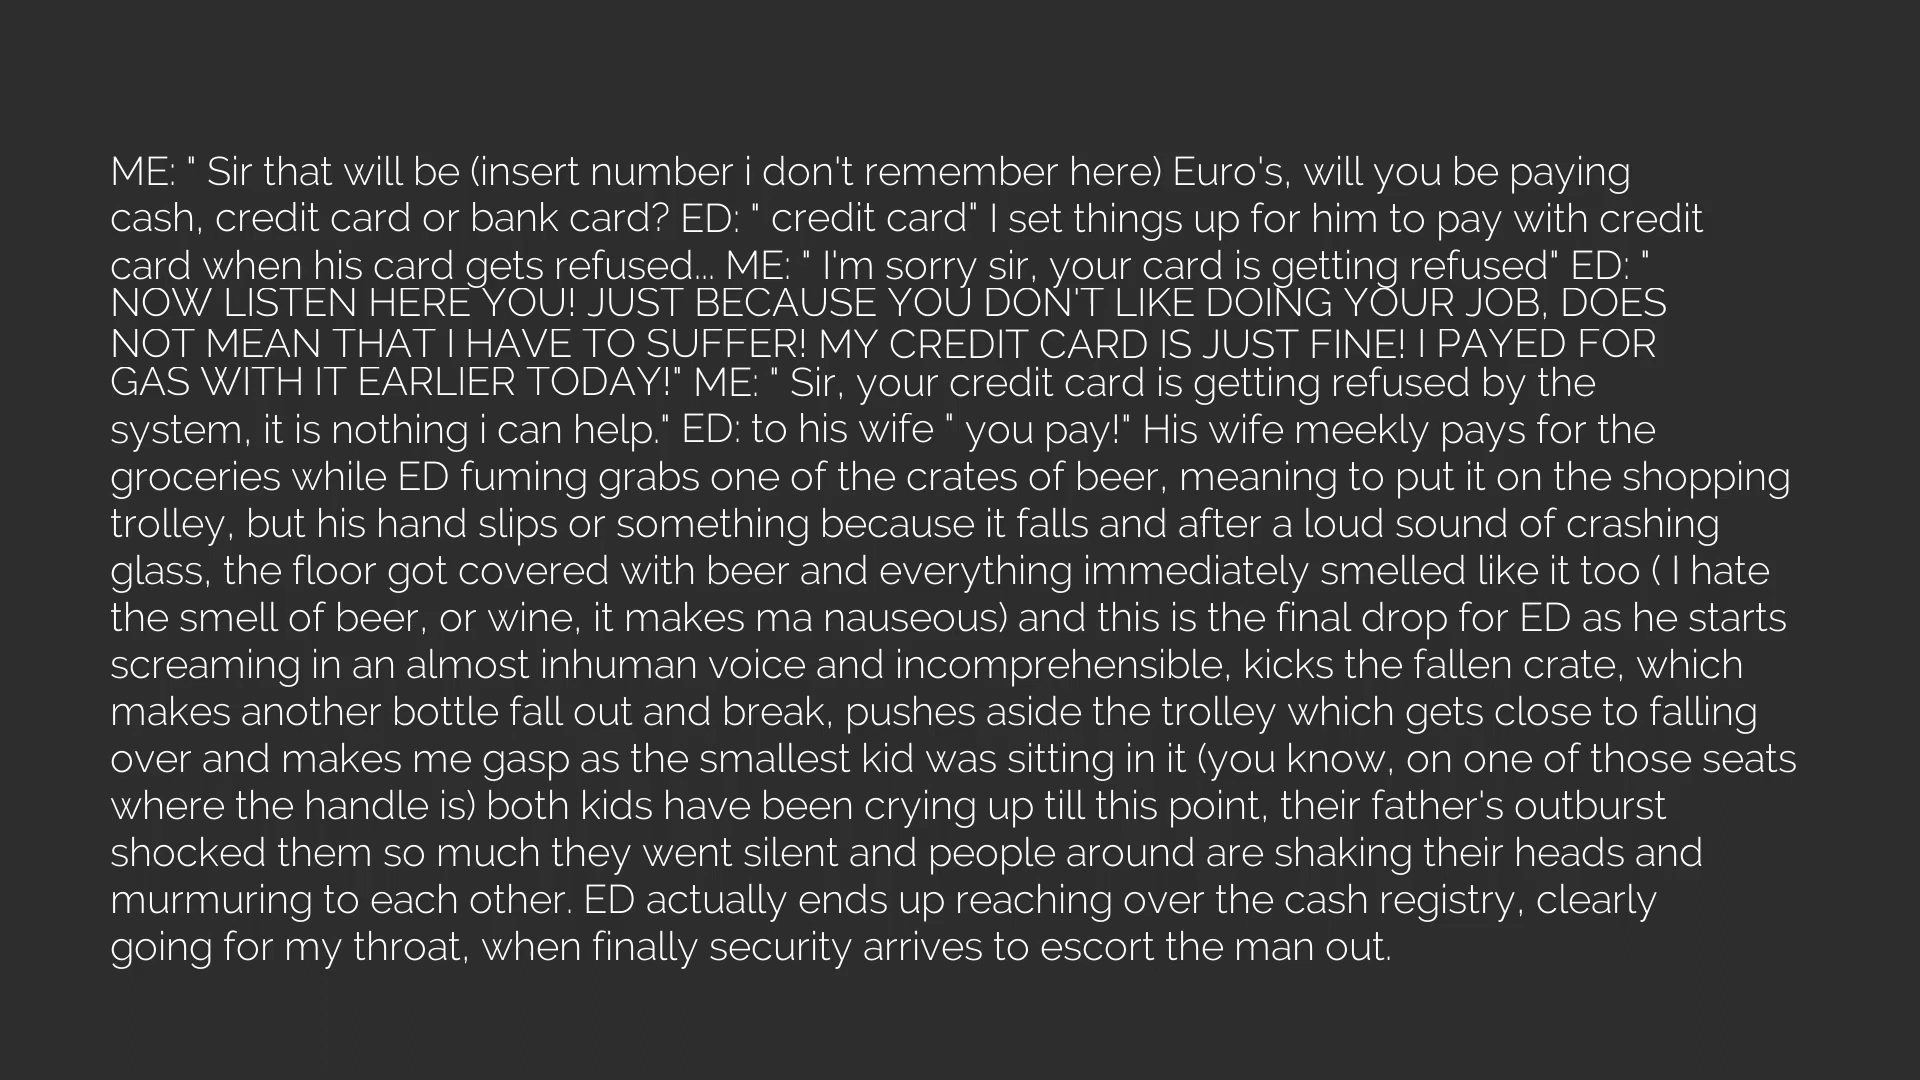 ME: " Sir that will be (insert number i don't remember here) Euro's, will you be paying
cash, credit card or bank card? ED: " credit card" I set things up for him to pay with credit
card when his card gets refused... ME: " I'm sorry sir, your card is getting refused" ED: "
NOW LISTEN HERE YOU! JUST BECAUSE YOU DON'T LIKE DOING YOUR JOB, DOES
NOT MEAN THAT I HAVE TO SUFFER! MY CREDIT CARD IS JUST FINE! I PAYED FOR
GAS WITH IT EARLIER TODAY!" ME: " Sir, your credit card is getting refused by the
system, it is nothing i can help." ED: to his wife " you pay!" His wife meekly pays for the
groceries while ED fuming grabs one of the crates of beer, meaning to put it on the shopping
trolley, but his hand slips or something because it falls and after a loud sound of crashing
glass, the floor got covered with beer and everything immediately smelled like it too ( I hate
the smell of beer, or wine, it makes ma nauseous) and this is the final drop for ED as he starts
screaming in an almost inhuman voice and incomprehensible, kicks the fallen crate, which
makes another bottle fall out and break, pushes aside the trolley which gets close to falling
over and makes me gasp as the smallest kid was sitting in it (you know, on one of those seats
where the handle is) both kids have been crying up till this point, their father's outburst
shocked them so much they went silent and people around are shaking their heads and
murmuring to each other. ED actually ends up reaching over the cash registry, clearly
going for my throat, when finally security arrives to escort the man out.